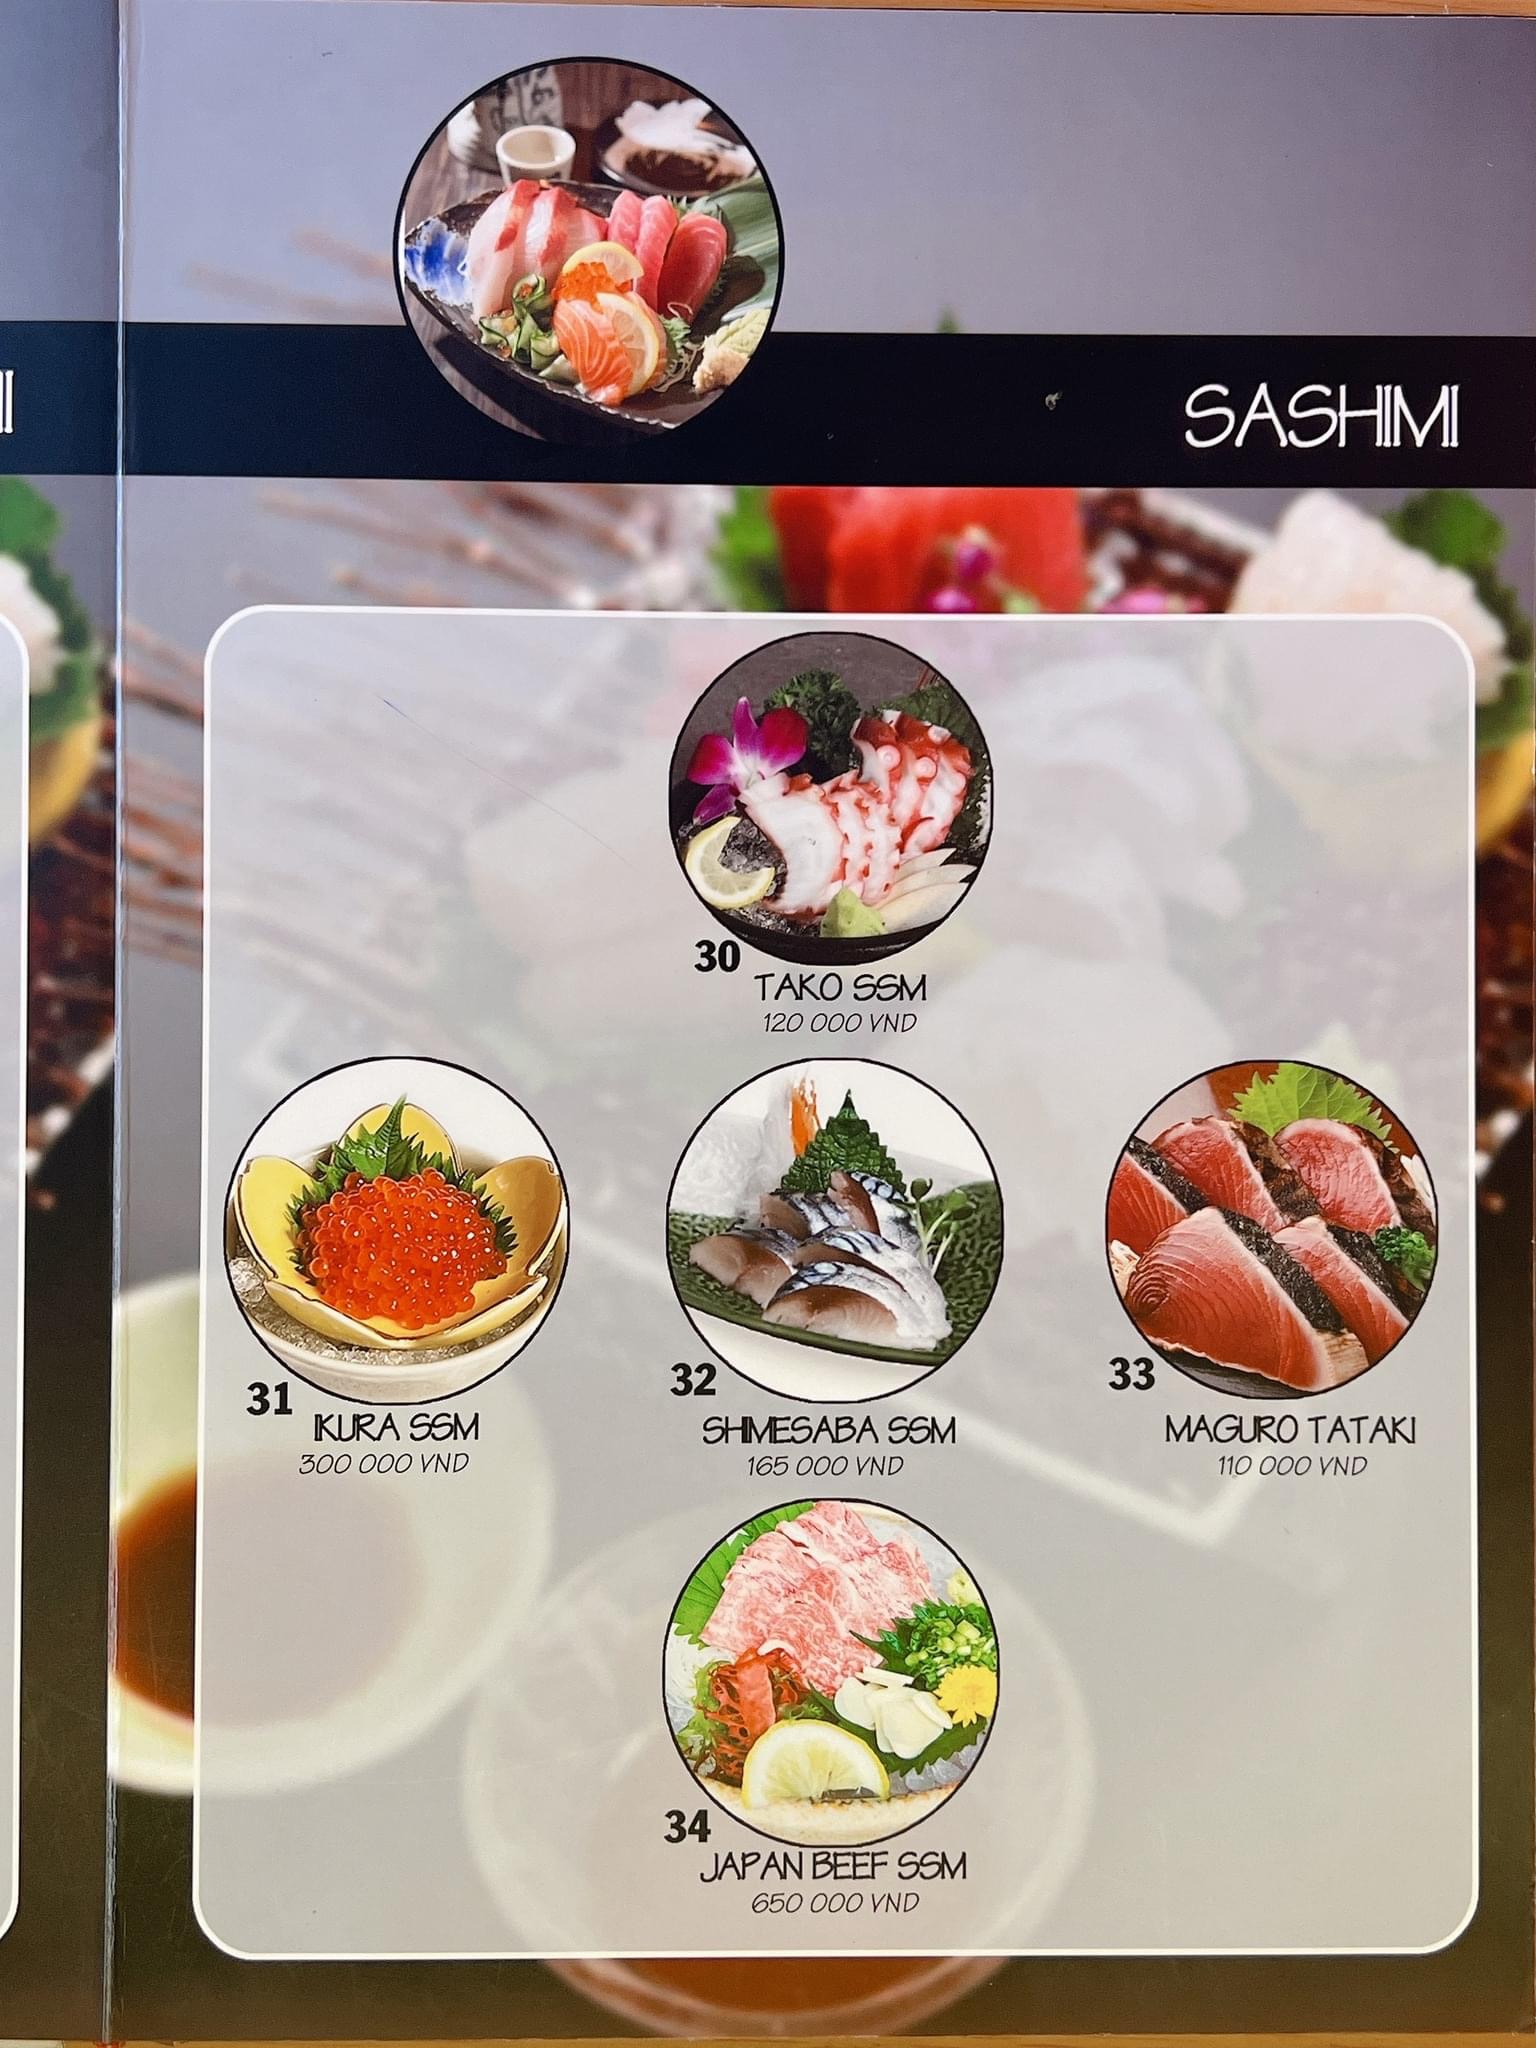 SASHIMI
30
TAKO SSM
120 000 VND
31
IKURA SSM
300 000 VND
32
SHIMESABA SSM
165 000 VND
33
MAGURO TATAKI
110 000 VND
34
JAPAN BEEF SSM
650 000 VND